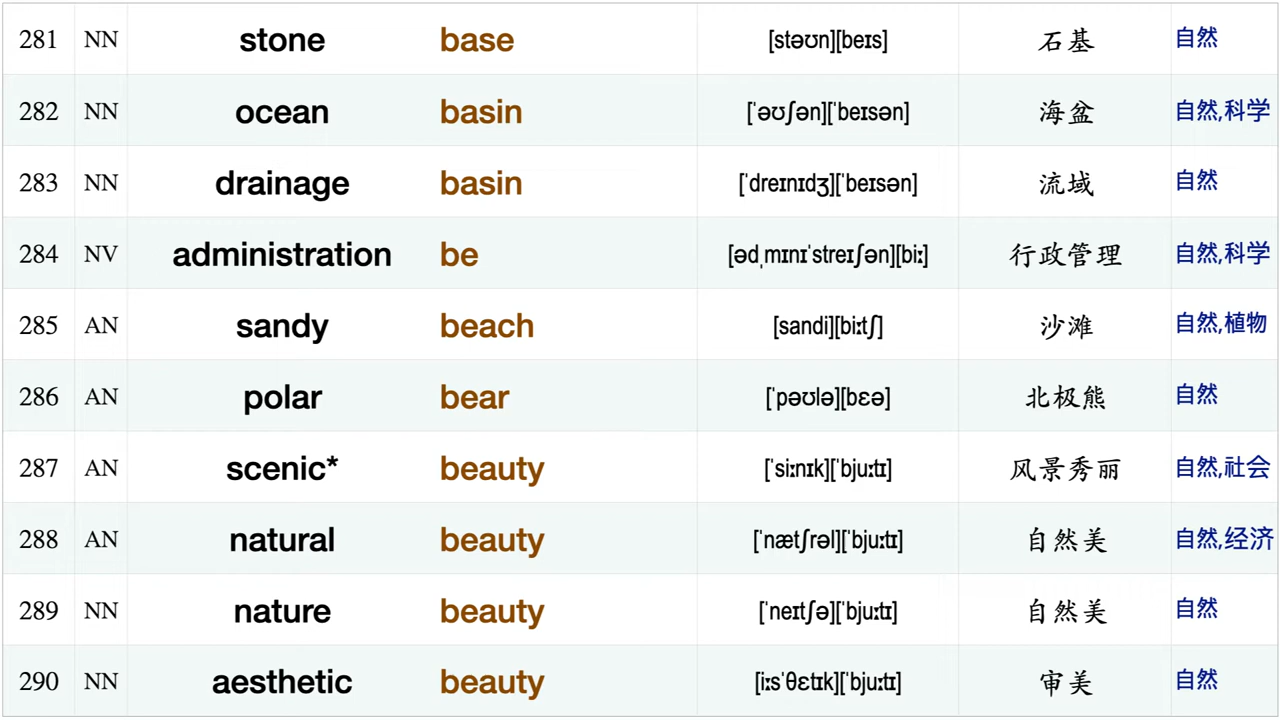 281 NN stone base [stəʊn][beɪs] 石基 自然
282 NN ocean basin [ˈəʊʃən][ˈbeɪsən] 海盆 自然,科学
283 NN drainage basin [ˈdreɪnɪdʒ][ˈbeɪsən] 流域 自然
284 NV administration be [ədˌmɪnɪˈstreɪʃən][biː] 行政管理 自然,科学
285 AN sandy beach [sandi][biːtʃ] 沙滩 自然,植物
286 AN polar bear [ˈpəʊlə][bɛə] 北极熊 自然
287 AN scenic* beauty [ˈsiːnɪk][ˈbjuːtɪ] 风景秀丽 自然,社会
288 AN natural beauty [ˈnætʃrəl][ˈbjuːtɪ] 自然美 自然,经济
289 NN nature beauty [ˈneɪtʃə][ˈbjuːtɪ] 自然美 自然
290 NN aesthetic beauty [iːsˈθɛtɪk][ˈbjuːtɪ] 审美 自然